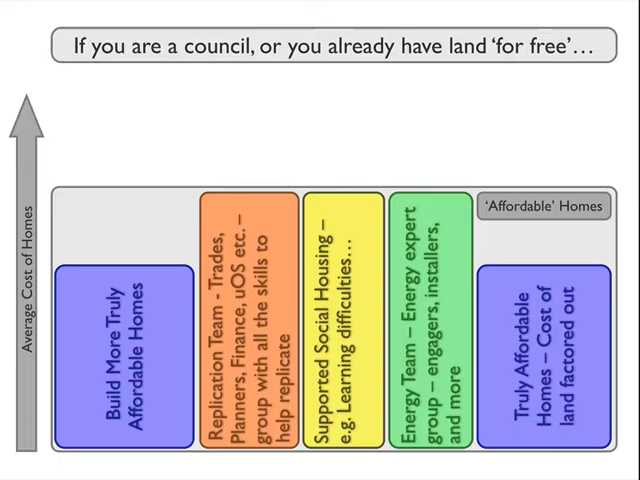 If you are a council, or you already have land ‘for free’…
Average Cost of Homes
Build More Truly
Affordable Homes
Replication Team - Trades,
Planners, Finance, uOS etc. –
group with all the skills to
help replicate
Supported Social Housing –
e.g. Learning difficulties…
Energy Team – Energy expert
group – engagers, installers,
and more
‘Affordable’ Homes
Truly Affordable
Homes – Cost of
land factored out